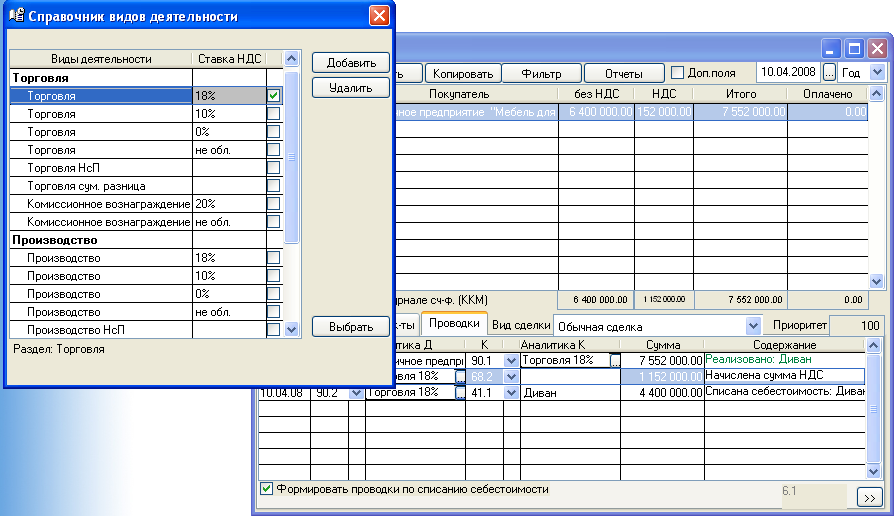 Справочник видов деятельности
Виды деятельности Ставка НДС
Торговля
Торговля 18%
Торговля 10%
Торговля 0%
Торговля не обл.
Торговля НсП
Торговля сум. разница
Комиссионное вознаграждение 20%
Комиссионное вознаграждение не обл.
Производство
Производство 18%
Производство 10%
Производство 0%
Производство не обл.
Производство НсП
Раздел: Торговля
Добавить
Удалить
Выбрать
ть Копировать Фильтр Отчеты Доп.поля 10.04.2008 ... Год
Покупатель без НДС НДС Итого Оплачено
чное предприятие "Мебель для 6 400 000.00 152 000.00 7 552 000.00 0.00
рнале сч-ф. (ККМ) 6 400 000.00 1 152 000.00 7 552 000.00 0.00
к-ты Проводки Вид сделки Обычная сделка Приоритет 100
тика Д К Аналитика К Сумма Содержание
ичное предпри 90.1 Торговля 18% ... 7 552 000.00 Реализовано: Диван
овля 18% ... 68.2 1 152 000.00 Начислена сумма НДС
10.04.08 90.2 Торговля 18% ... 41.1 Диван 4 400 000.00 Списана себестоимость: Диван
Формировать проводки по списанию себестоимости 6.1 >>